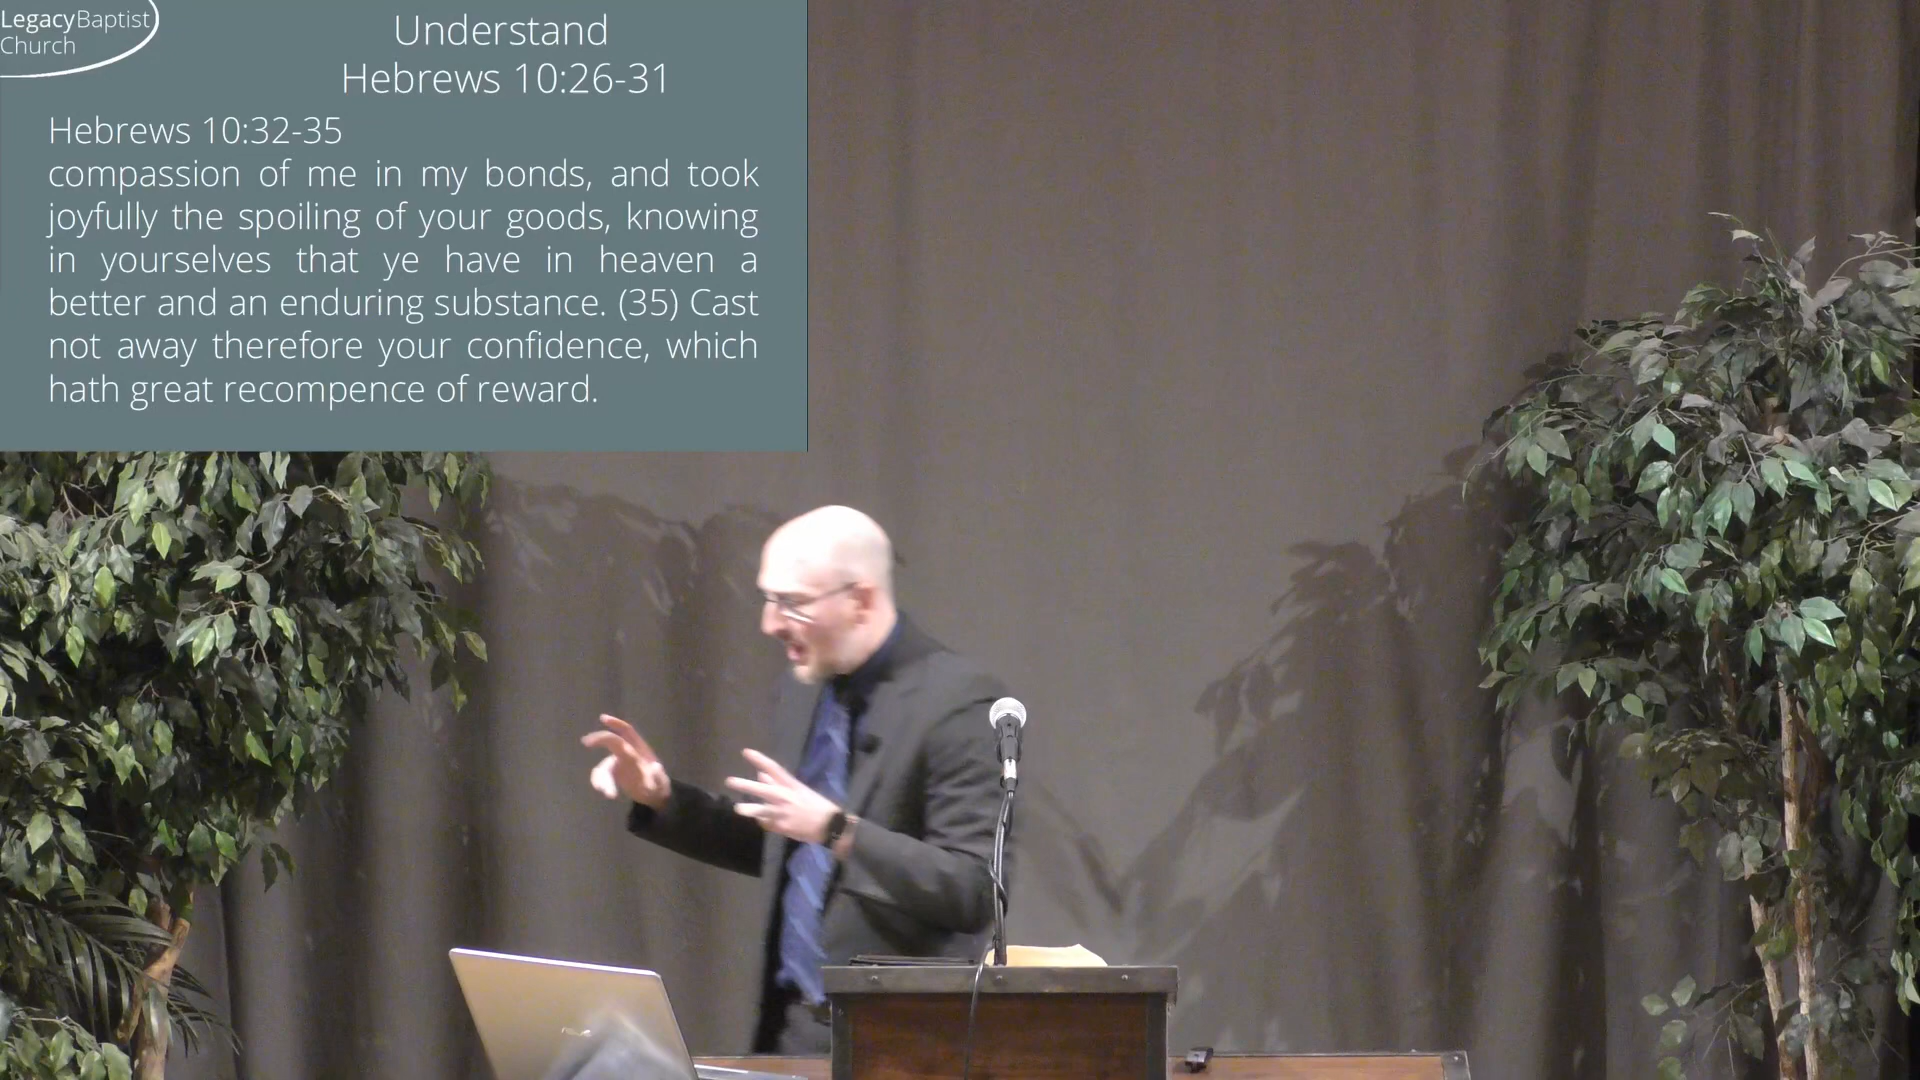 LegacyBaptist
Church
Understand
Hebrews 10:26-31
Hebrews 10:32-35
compassion of me in my bonds, and took
joyfully the spoiling of your goods, knowing
in yourselves that ye have in heaven a
better and an enduring substance. (35) Cast
not away therefore your confidence, which
hath great recompence of reward.